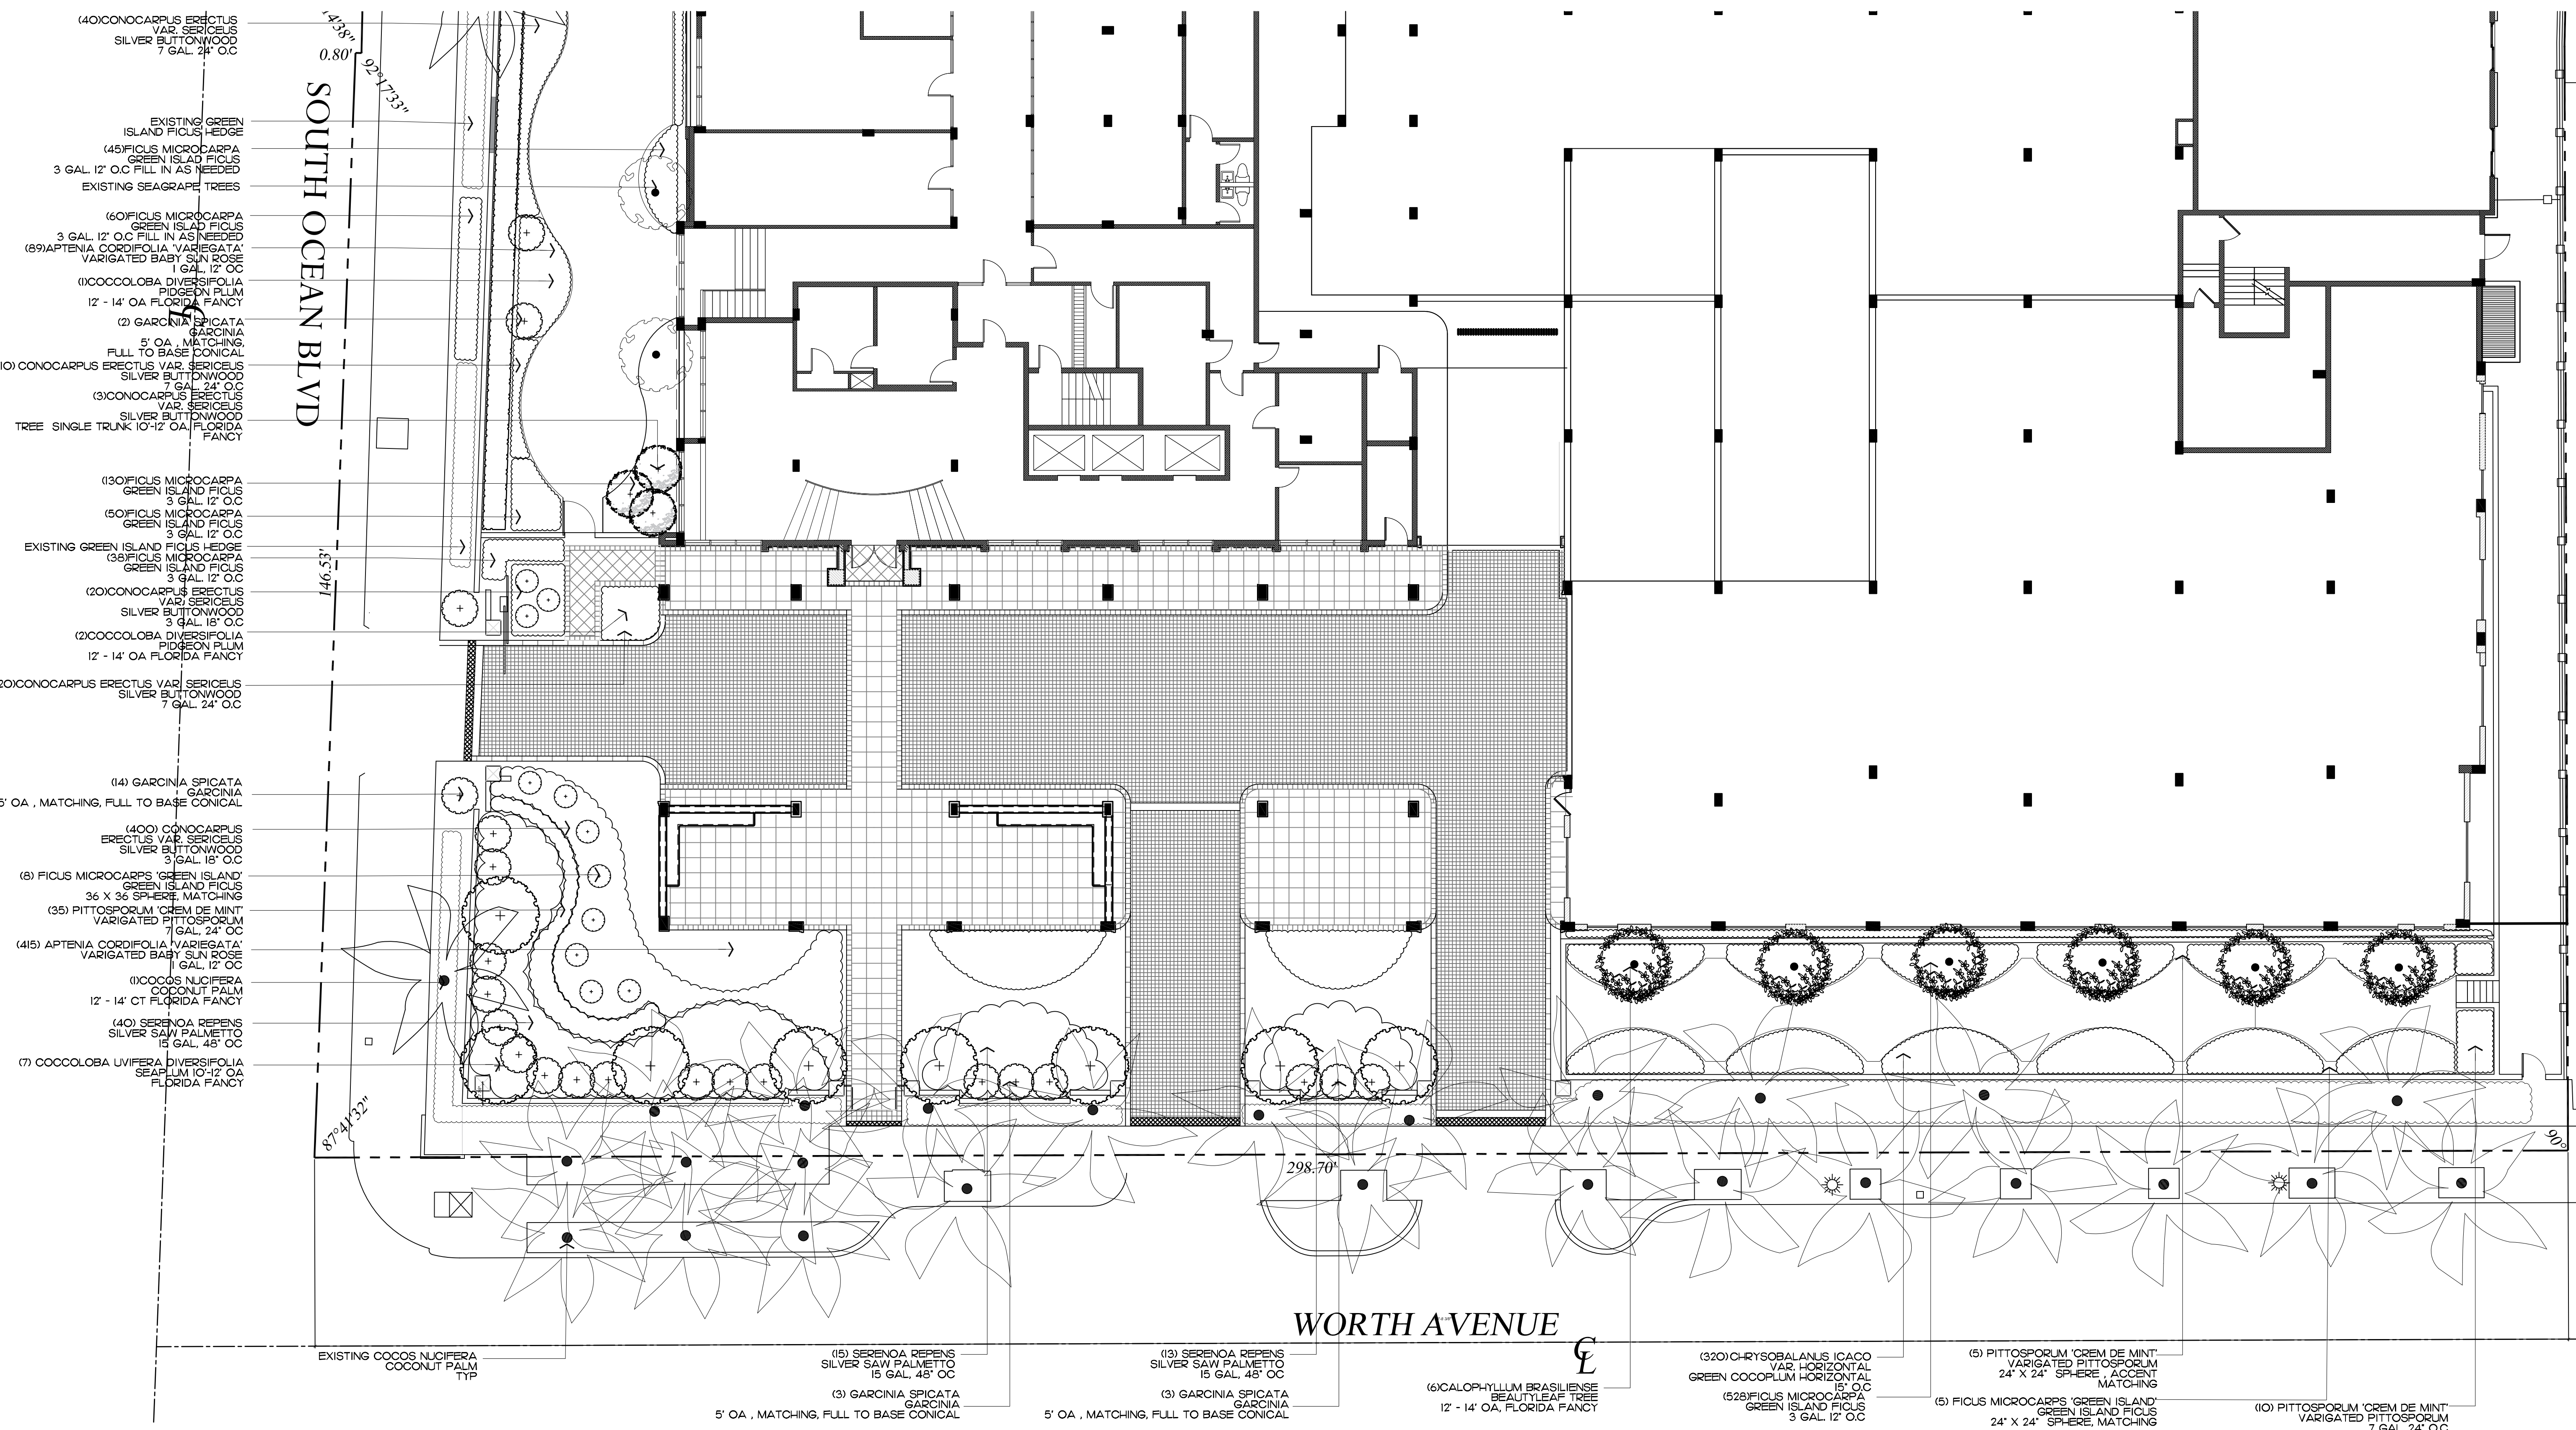 (40)CONOCARPUS ERECTUS
VAR. SERICEUS
SILVER BUTTONWOOD
7 GAL. 24" O.C
14'38"
0.80'
92°17'33"
SOUTH OCEAN BLVD
EXISTING GREEN
ISLAND FICUS HEDGE
(45)FICUS MICROCARPA
GREEN ISLAD FICUS
3 GAL. 12" O.C FILL IN AS NEEDED
EXISTING SEAGRAPE TREES
(60)FICUS MICROCARPA
GREEN ISLAD FICUS
3 GAL. 12" O.C FILL IN AS NEEDED
(89)APTENIA CORDIFOLIA 'VARIEGATA'
VARIGATED BABY SUN ROSE
1 GAL, 12" OC
(1)COCCOLOBA DIVERSIFOLIA
PIDGEON PLUM
12' - 14' OA FLORIDA FANCY
(2) GARCINIA SPICATA
GARCINIA
5' OA , MATCHING,
FULL TO BASE CONICAL
10) CONOCARPUS ERECTUS VAR. SERICEUS
SILVER BUTTONWOOD
7 GAL. 24" O.C
(3)CONOCARPUS ERECTUS
VAR. SERICEUS
SILVER BUTTONWOOD
TREE SINGLE TRUNK 10'-12' OA, FLORIDA
FANCY
(130)FICUS MICROCARPA
GREEN ISLAND FICUS
3 GAL. 12" O.C
(50)FICUS MICROCARPA
GREEN ISLAND FICUS
3 GAL. 12" O.C
EXISTING GREEN ISLAND FICUS HEDGE
(38)FICUS MICROCARPA
GREEN ISLAND FICUS
3 GAL. 12" O.C
146.53'
(20)CONOCARPUS ERECTUS
VAR. SERICEUS
SILVER BUTTONWOOD
3 GAL. 18" O.C
(2)COCCOLOBA DIVERSIFOLIA
PIDGEON PLUM
12' - 14' OA FLORIDA FANCY
20)CONOCARPUS ERECTUS VAR. SERICEUS
SILVER BUTTONWOOD
7 GAL. 24" O.C
(14) GARCINIA SPICATA
GARCINIA
5' OA , MATCHING, FULL TO BASE CONICAL
(400) CONOCARPUS
ERECTUS VAR. SERICEUS
SILVER BUTTONWOOD
3 GAL. 18" O.C
(8) FICUS MICROCARPS 'GREEN ISLAND'
GREEN ISLAND FICUS
36 X 36 SPHERE, MATCHING
(35) PITTOSPORUM 'CREM DE MINT'
VARIGATED PITTOSPORUM
7 GAL, 24" OC
(415) APTENIA CORDIFOLIA 'VARIEGATA'
VARIGATED BABY SUN ROSE
1 GAL, 12" OC
(1)COCOS NUCIFERA
COCONUT PALM
12' - 14' CT FLORIDA FANCY
(40) SERENOA REPENS
SILVER SAW PALMETTO
15 GAL, 48" OC
(7) COCCOLOBA UVIFERA DIVERSIFOLIA
SEAPLUM 10'-12' OA
FLORIDA FANCY
87°41'32"
298.70'
90°
WORTH AVENUE
EXISTING COCOS NUCIFERA
COCONUT PALM
TYP
(15) SERENOA REPENS
SILVER SAW PALMETTO
15 GAL, 48" OC
(3) GARCINIA SPICATA
GARCINIA
5' OA , MATCHING, FULL TO BASE CONICAL
(13) SERENOA REPENS
SILVER SAW PALMETTO
15 GAL, 48" OC
(3) GARCINIA SPICATA
GARCINIA
5' OA , MATCHING, FULL TO BASE CONICAL
(6)CALOPHYLLUM BRASILIENSE
BEAUTYLEAF TREE
12' - 14' OA, FLORIDA FANCY
(320)CHRYSOBALANUS ICACO
VAR. HORIZONTAL
GREEN COCOPLUM HORIZONTAL
15" O.C
(528)FICUS MICROCARPA
GREEN ISLAND FICUS
3 GAL. 12" O.C
(5) PITTOSPORUM 'CREM DE MINT'
VARIGATED PITTOSPORUM
24" X 24" SPHERE , ACCENT
MATCHING
(5) FICUS MICROCARPS 'GREEN ISLAND'
GREEN ISLAND FICUS
24" X 24" SPHERE, MATCHING
(10) PITTOSPORUM 'CREM DE MINT'
VARIGATED PITTOSPORUM
7 GAL, 24" O.C